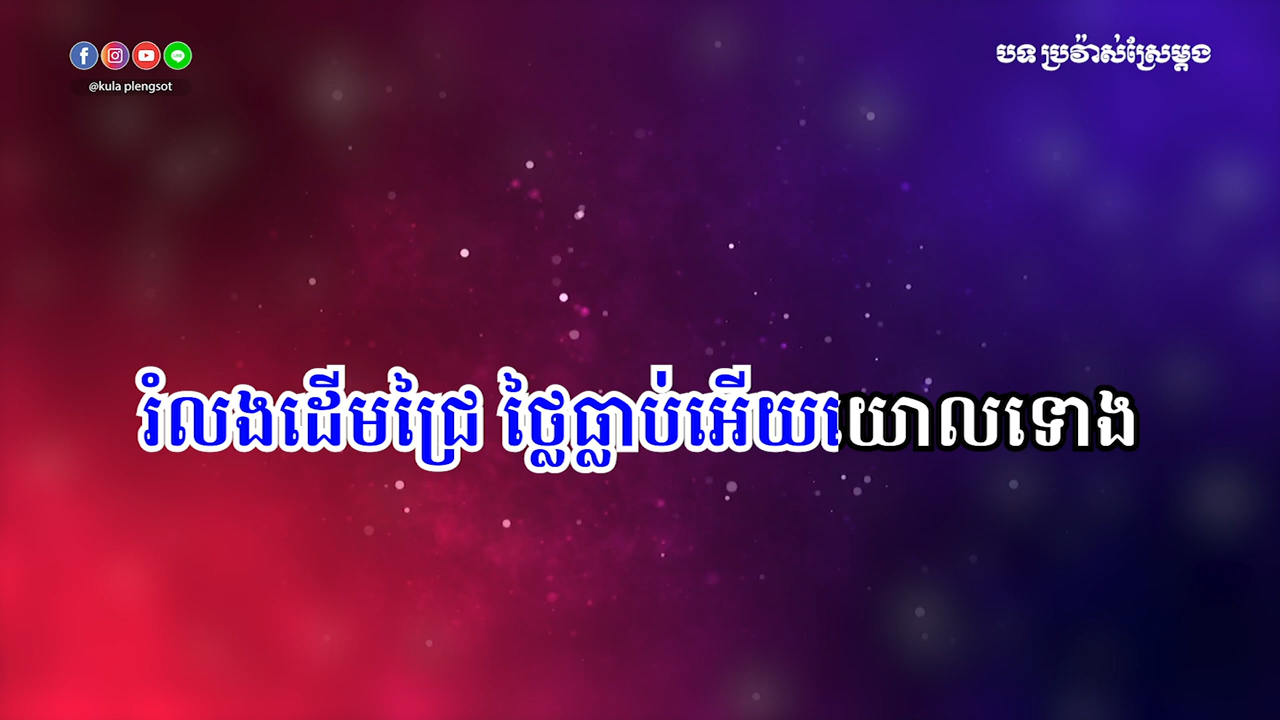 @kula plengsot
បទ ប្រវ៉ាស់ស្រែម្ដង
រំលងដើមជ្រៃ ថ្លៃធ្លាប់អើយយោលទោង